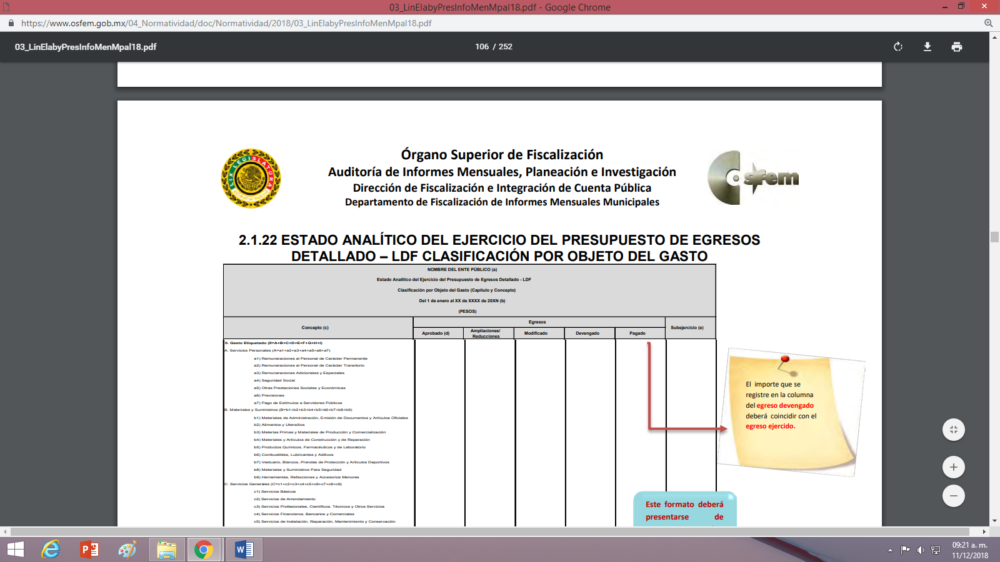 03_LinElabyPresInfoMenMpal18.pdf - Google Chrome
https://www.osfem.gob.mx/04_Normatividad/doc/Normatividad/2018/03_LinElabyPresInfoMenMpal18.pdf
03_LinElabyPresInfoMenMpal18.pdf
106 / 252
LIX LEGISLATURA
Órgano Superior de Fiscalización
Auditoría de Informes Mensuales, Planeación e Investigación
Dirección de Fiscalización e Integración de Cuenta Pública
Departamento de Fiscalización de Informes Mensuales Municipales
osfem
2.1.22 ESTADO ANALÍTICO DEL EJERCICIO DEL PRESUPUESTO DE EGRESOS
DETALLADO – LDF CLASIFICACIÓN POR OBJETO DEL GASTO
NOMBRE DEL ENTE PÚBLICO (a)
Estado Analítico del Ejercicio del Presupuesto de Egresos Detallado - LDF
Clasificación por Objeto del Gasto (Capítulo y Concepto)
Del 1 de enero al XX de XXXX de 20XN (b)
(PESOS)
Concepto (c)
Egresos
Subejercicio (e)
Aprobado (d)
Ampliaciones/
Reducciones
Modificado
Devengado
Pagado
II. Gasto Etiquetado (II=A+B+C+D+E+F+G+H+I)
A. Servicios Personales (A=a1+a2+a3+a4+a5+a6+a7)
a1) Remuneraciones al Personal de Carácter Permanente
a2) Remuneraciones al Personal de Carácter Transitorio
a3) Remuneraciones Adicionales y Especiales
a4) Seguridad Social
a5) Otras Prestaciones Sociales y Económicas
a6) Previsiones
a7) Pago de Estímulos a Servidores Públicos
B. Materiales y Suministros (B=b1+b2+b3+b4+b5+b6+b7+b8+b9)
b1) Materiales de Administración, Emisión de Documentos y Artículos Oficiales
b2) Alimentos y Utensilios
b3) Materias Primas y Materiales de Producción y Comercialización
b4) Materiales y Artículos de Construcción y de Reparación
b5) Productos Químicos, Farmacéuticos y de Laboratorio
b6) Combustibles, Lubricantes y Aditivos
b7) Vestuario, Blancos, Prendas de Protección y Artículos Deportivos
b8) Materiales y Suministros Para Seguridad
b9) Herramientas, Refacciones y Accesorios Menores
C. Servicios Generales (C=c1+c2+c3+c4+c5+c6+c7+c8+c9)
c1) Servicios Básicos
c2) Servicios de Arrendamiento
c3) Servicios Profesionales, Científicos, Técnicos y Otros Servicios
c4) Servicios Financieros, Bancarios y Comerciales
c5) Servicios de Instalación, Reparación, Mantenimiento y Conservación
El importe que se
registre en la columna
del egreso devengado
deberá coincidir con el
egreso ejercido.
Este formato deberá
presentarse de
09:21 a. m.
11/12/2018